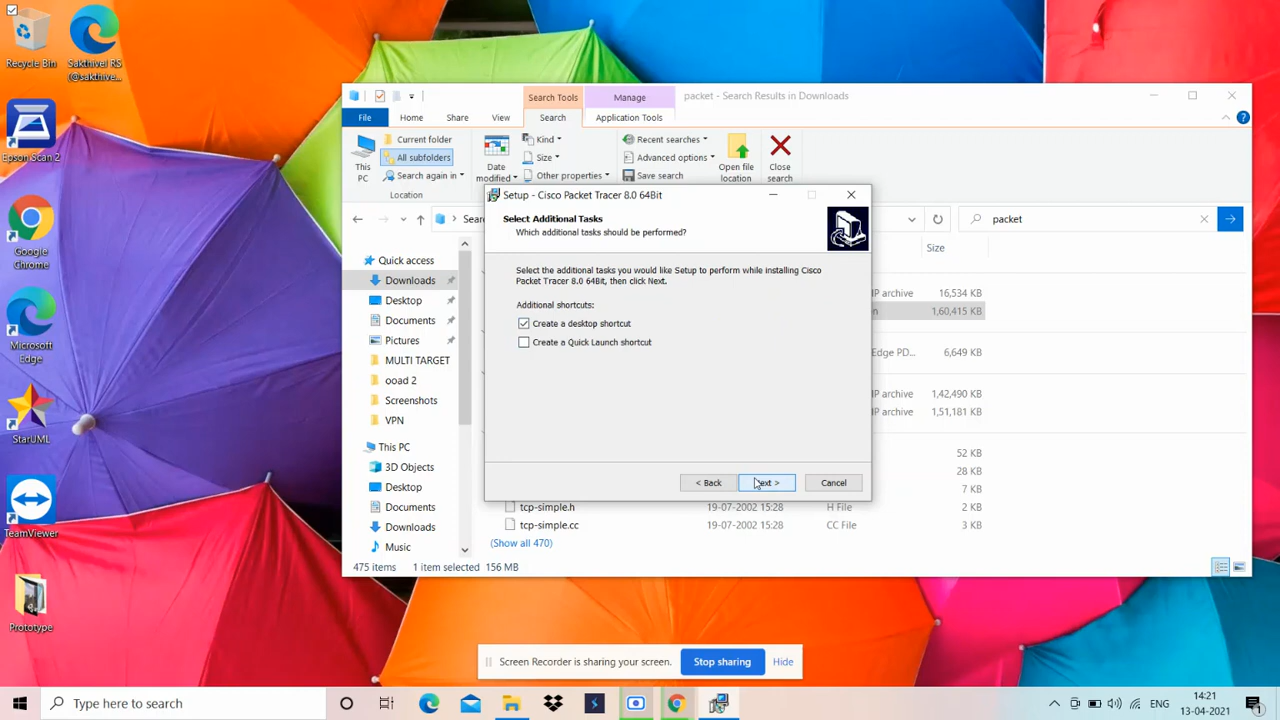 Recycle Bin
Sakthivel RS
(@sakthive...
Epson Scan 2
Google
Chrome
Microsoft
Edge
StarUML
TeamViewer
Prototype
Search Tools
Manage
packet - Search Results in Downloads
File
Home
Share
View
Search
Application Tools
This
PC
Current folder
All subfolders
Search again in
Location
Date
modified
Kind
Size
Other properties
Recent searches
Advanced options
Save search
Open file
location
Close
search
Sear
packet
Size
Quick access
Downloads
Desktop
Documents
Pictures
MULTI TARGET
ooad 2
Screenshots
VPN
This PC
3D Objects
Desktop
Documents
Downloads
Music
IP archive 16,534 KB
n 1,60,415 KB
Edge PD... 6,649 KB
IP archive 1,42,490 KB
IP archive 1,51,181 KB
52 KB
28 KB
7 KB
tcp-simple.h 19-07-2002 15:28 H File 2 KB
tcp-simple.cc 19-07-2002 15:28 CC File 3 KB
(Show all 470)
475 items 1 item selected 156 MB
Setup - Cisco Packet Tracer 8.0 64Bit
Select Additional Tasks
Which additional tasks should be performed?
Select the additional tasks you would like Setup to perform while installing Cisco
Packet Tracer 8.0 64Bit, then click Next.
Additional shortcuts:
Create a desktop shortcut
Create a Quick Launch shortcut
< Back
Next >
Cancel
Screen Recorder is sharing your screen.
Stop sharing
Hide
Type here to search
ENG
14:21
13-04-2021
1